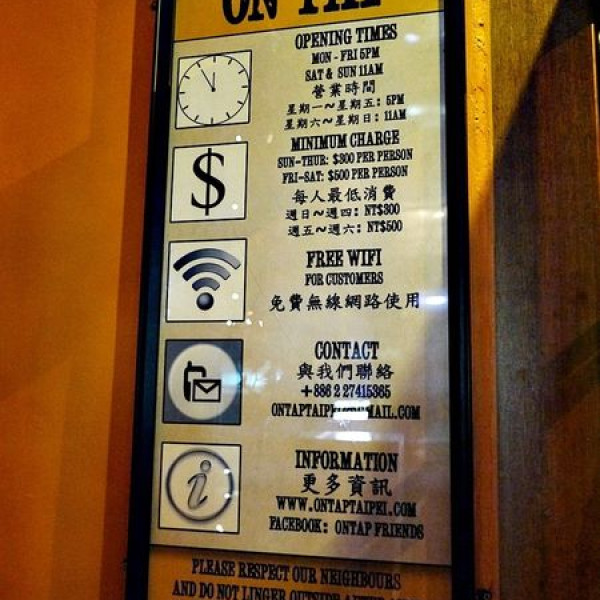 ON TAP
OPENING TIMES
MON - FRI 5PM
SAT & SUN 11AM
營業時間
星期一～星期五: 5PM
星期六～星期日: 11AM
MINIMUM CHARGE
SUN-THUR: $300 PER PERSON
FRI-SAT: $500 PER PERSON
每人最低消費
週日～週四: NT$300
週五～週六: NT$500
$
FREE WIFI
FOR CUSTOMERS
免費無線網路使用
CONTACT
與我們聯絡
+886 2 27415365
ONTAPTAIPEI@GMAIL.COM
i
INFORMATION
更多資訊
WWW.ONTAPTAIPEI.COM
FACEBOOK: ONTAP FRIENDS
PLEASE RESPECT OUR NEIGHBOURS
AND DO NOT LINGER OUTSIDE AFTER